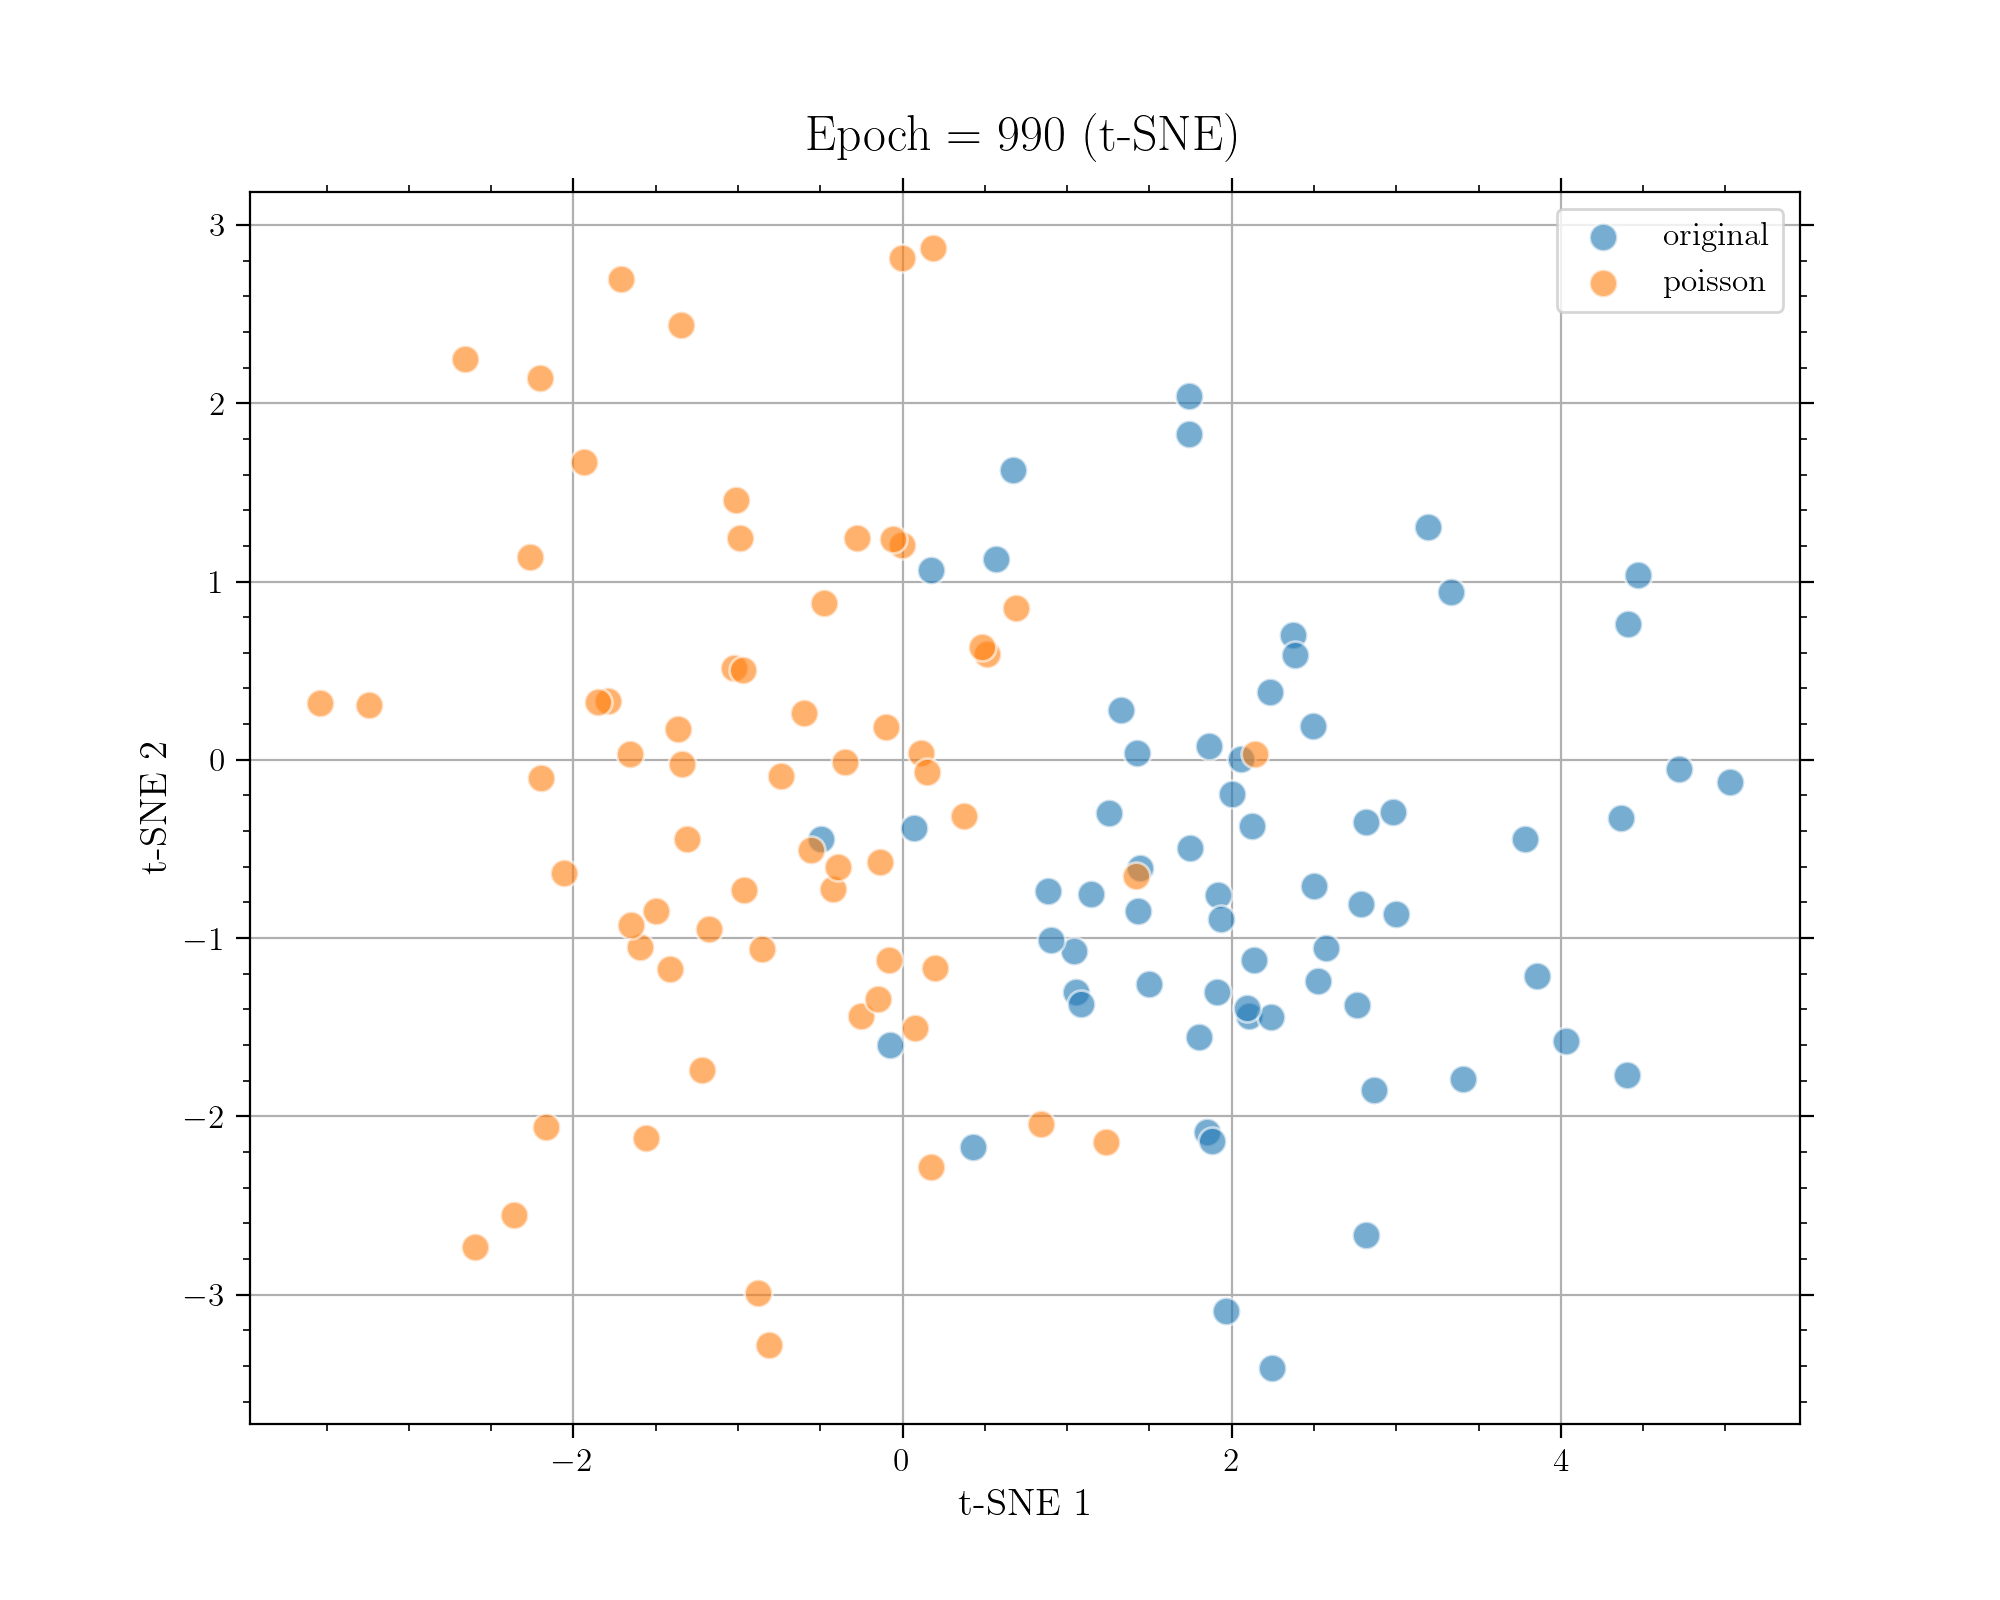 Epoch = 990 (t-SNE)
original
poisson
3
2
1
0
−1
−2
−3
t-SNE 2
−2
0
2
4
t-SNE 1